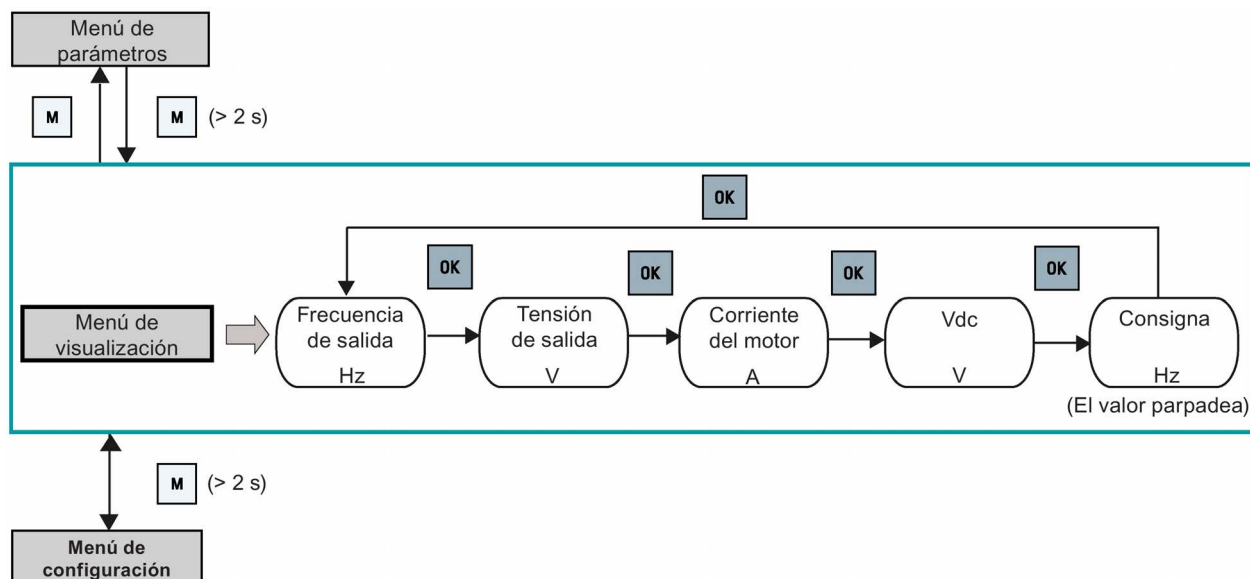 Menú de
parámetros
M
M (> 2 s)
OK
OK
OK
OK
OK
Menú de
visualización
Frecuencia
de salida
Hz
Tensión
de salida
V
Corriente
del motor
A
Vdc
V
Consigna
Hz
(El valor parpadea)
M (> 2 s)
Menú de
configuración